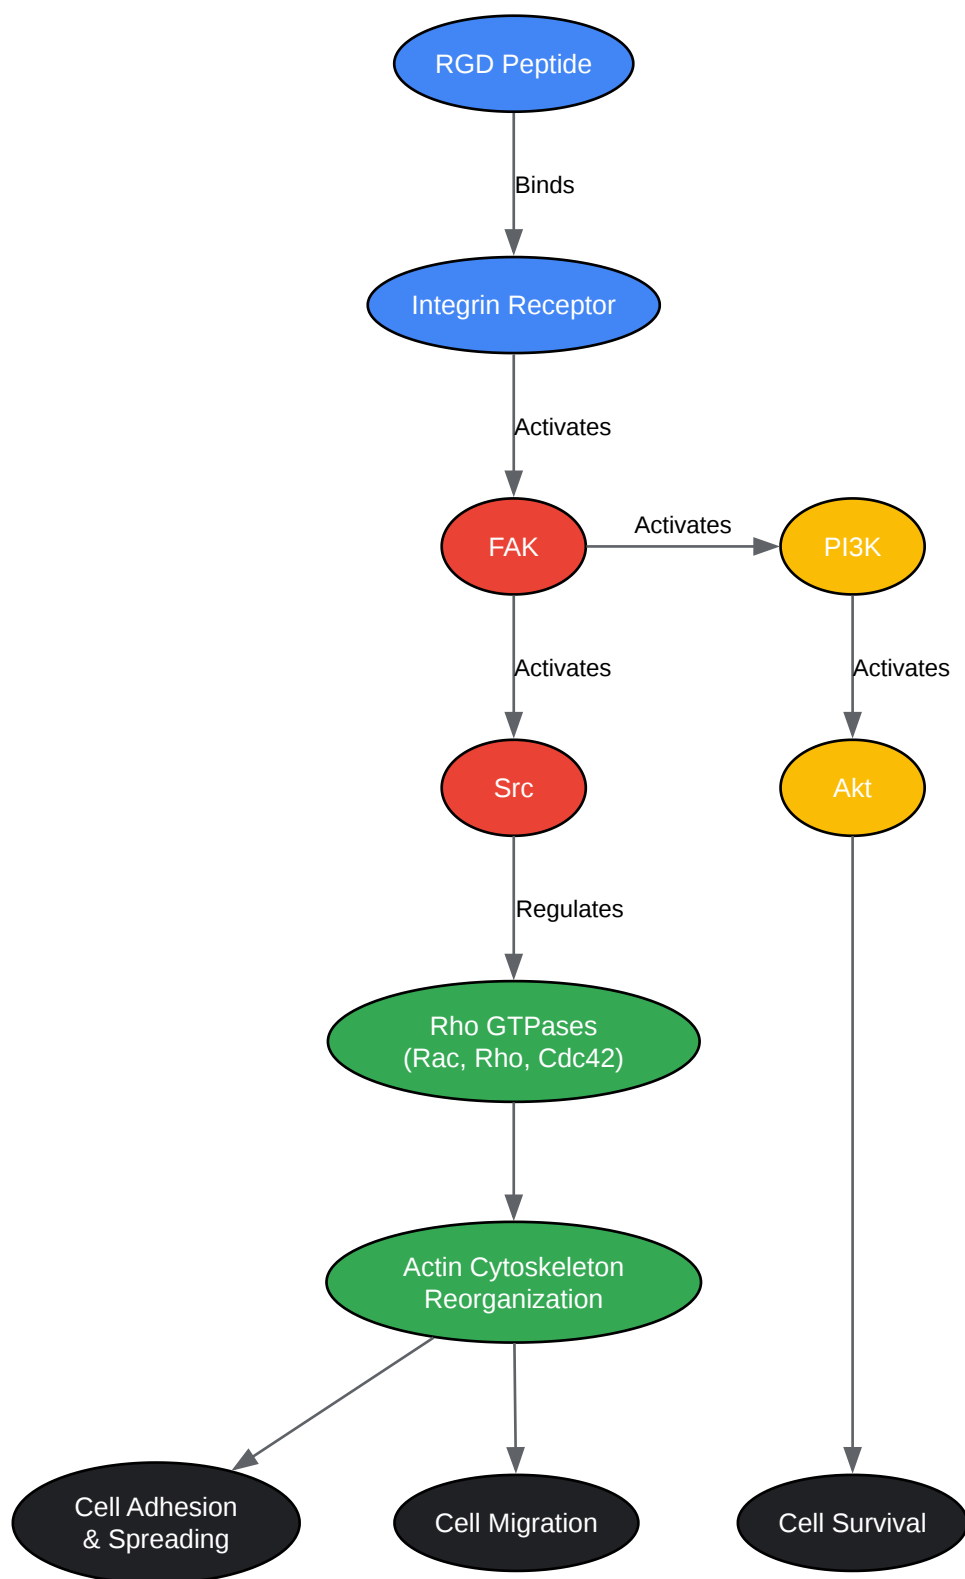 RGD Peptide
Binds
Integrin Receptor
Activates
FAK
Activates
PI3K
Activates
Activates
Src
Akt
Regulates
Rho GTPases
(Rac, Rho, Cdc42)
Actin Cytoskeleton
Reorganization
Cell Adhesion
& Spreading
Cell Migration
Cell Survival